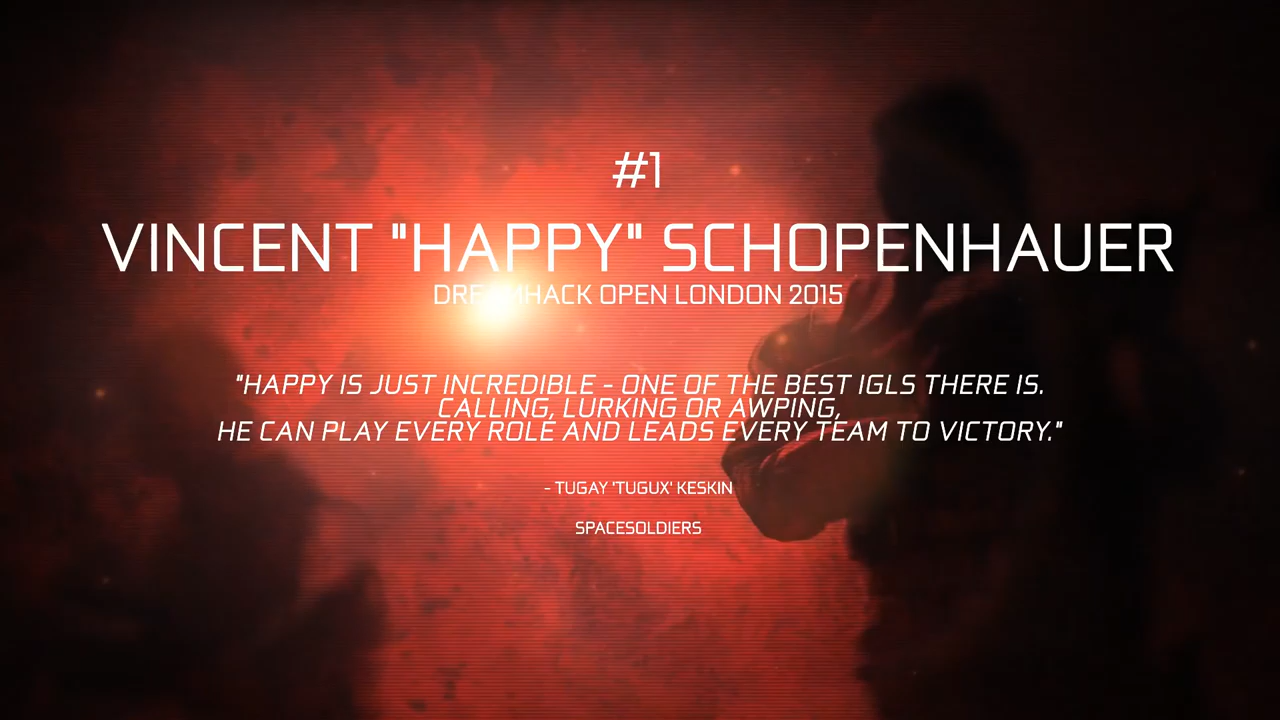 #1
VINCENT "HAPPY" SCHOPENHAUER
DREAMHACK OPEN LONDON 2015
"HAPPY IS JUST INCREDIBLE - ONE OF THE BEST IGLS THERE IS.
CALLING, LURKING OR AWPING,
HE CAN PLAY EVERY ROLE AND LEADS EVERY TEAM TO VICTORY."
- TUGAY 'TUGUX' KESKIN
SPACESOLDIERS